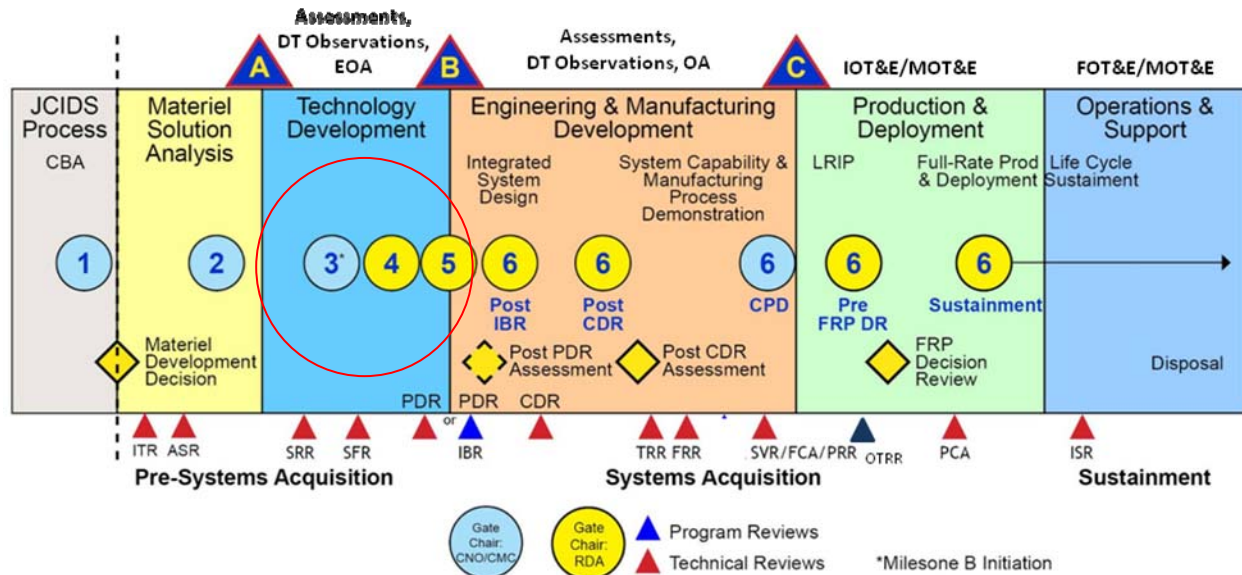 Assessments,
DT Observations,
EOA
Assessments,
DT Observations, OA
IOT&E/MOT&E
FOT&E/MOT&E
A
B
C
JCIDS
Process
CBA
Materiel
Solution
Analysis
Technology
Development
Engineering & Manufacturing
Development
Production &
Deployment
Operations &
Support
Integrated
System
Design
System Capability &
Manufacturing
Process
Demonstration
LRIP
Full-Rate Prod
& Deployment
Life Cycle
Sustaiment
1
2
3*
4
5
6
6
6
6
6
Post
IBR
Post
CDR
CPD
Pre
FRP DR
Sustainment
Materiel
Development
Decision
Post PDR
Assessment
Post CDR
Assessment
FRP
Decision
Review
Disposal
PDR
or
PDR
CDR
ITR
ASR
SRR
SFR
IBR
TRR
FRR
SVR/FCA/PRR
OTRR
PCA
ISR
Pre-Systems Acquisition
Systems Acquisition
Sustainment
Gate
Chair:
CNO/CMC
Gate
Chair:
RDA
Program Reviews
Technical Reviews
*Milesone B Initiation